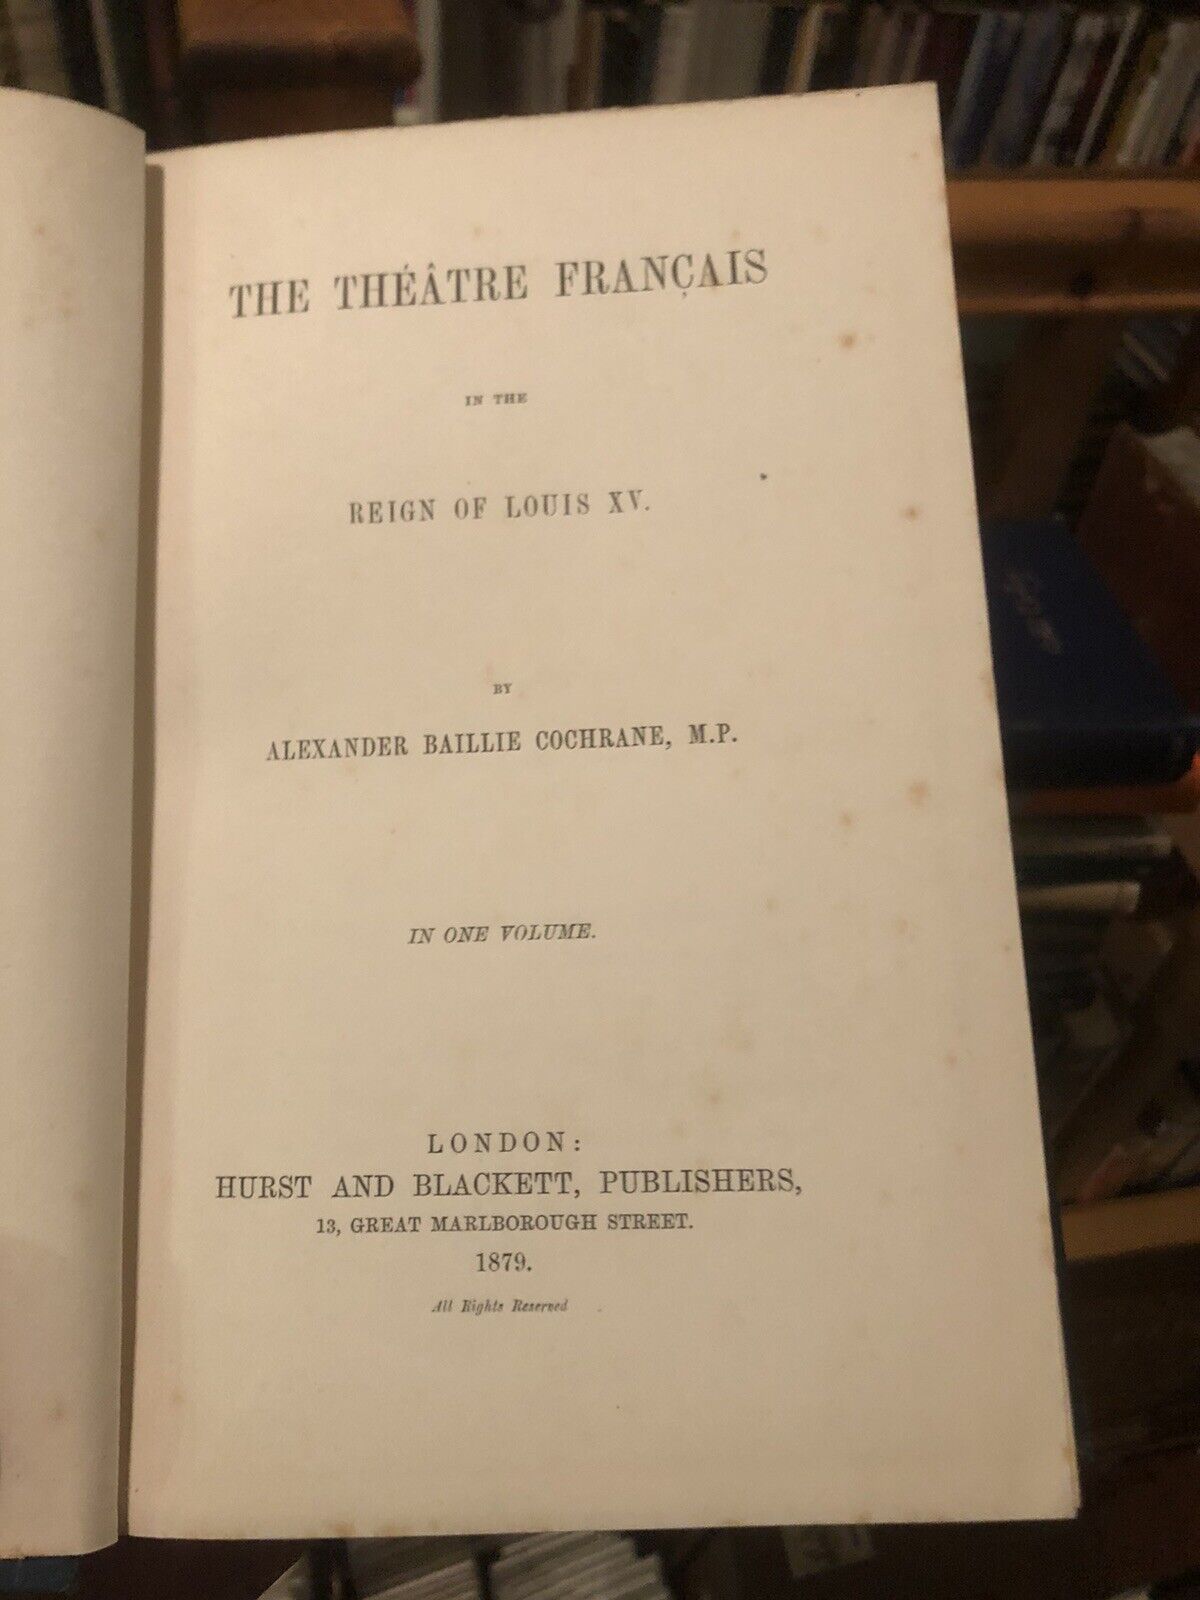 THE THÉÂTRE FRANÇAIS
IN THE
REIGN OF LOUIS XV.
BY
ALEXANDER BAILLIE COCHRANE, M.P.
IN ONE VOLUME.
LONDON:
HURST AND BLACKETT, PUBLISHERS,
13, GREAT MARLBOROUGH STREET.
1879.
All Rights Reserved